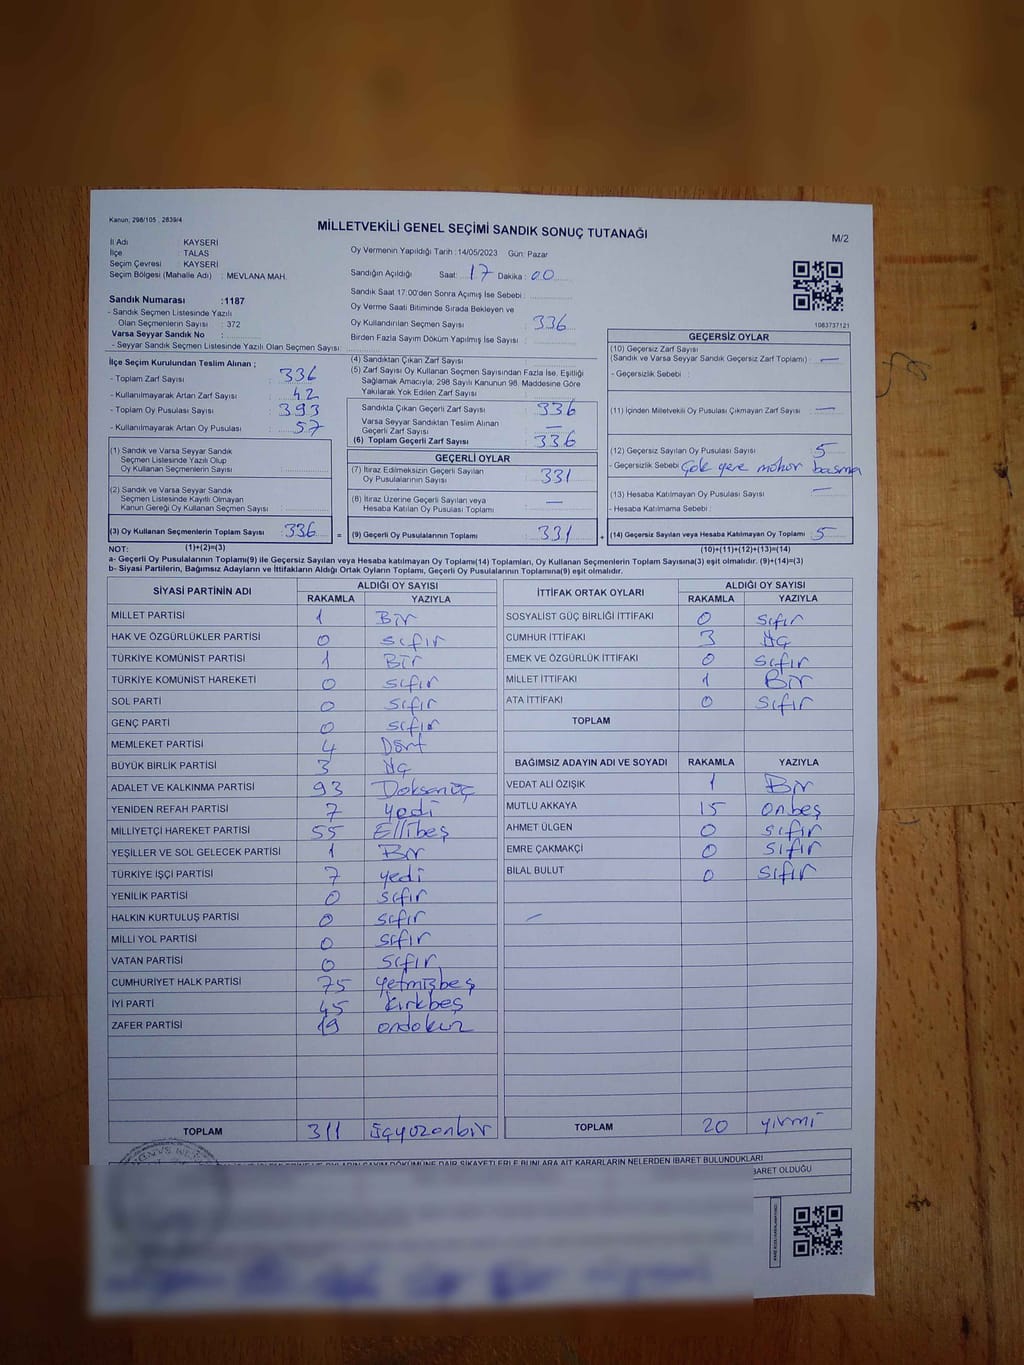 Kanun; 298/105 , 2839/4
MİLLETVEKİLİ GENEL SEÇİMİ SANDIK SONUÇ TUTANAĞI
M/2
İl Adı : KAYSERİ
İlçe : TALAS
Seçim Çevresi : KAYSERİ
Seçim Bölgesi (Mahalle Adı) : MEVLANA MAH.
Oy Vermenin Yapıldığı Tarih :14/05/2023 Gün: Pazar
Sandığın Açıldığı Saat: 17 Dakika : 00
Sandık Saat 17:00'den Sonra Açımış İse Sebebi :
Sandık Numarası :1187
- Sandık Seçmen Listesinde Yazılı
Olan Seçmenlerin Sayısı : 372
Varsa Seyyar Sandık No :
- Seyyar Sandık Seçmen Listesinde Yazılı Olan Seçmen Sayısı:
Oy Verme Saati Bitiminde Sırada Bekleyen ve
Oy Kullandırılan Seçmen Sayısı : 336
Birden Fazla Sayım Döküm Yapılmış İse Sayısı :
1083737121
İlçe Seçim Kurulundan Teslim Alınan ;
- Toplam Zarf Sayısı : 336
- Kullanılmayarak Artan Zarf Sayısı : 42
- Toplam Oy Pusulası Sayısı : 393
- Kullanılmayarak Artan Oy Pusulası : 57
(1) Sandık ve Varsa Seyyar Sandık
Seçmen Listesinde Yazılı Olup
Oy Kullanan Seçmenlerin Sayısı :
(2) Sandık ve Varsa Seyyar Sandık
Seçmen Listesinde Kayıtlı Olmayan
Kanun Gereği Oy Kullanan Seçmen Sayısı :
(3) Oy Kullanan Seçmenlerin Toplam Sayısı : 336
(4) Sandıktan Çıkan Zarf Sayısı :
(5) Zarf Sayısı Oy Kullanan Seçmen Sayısından Fazla İse, Eşitliği
Sağlamak Amacıyla; 298 Sayılı Kanunun 98. Maddesine Göre
Yakılarak Yok Edilen Zarf Sayısı :
Sandıkta Çıkan Geçerli Zarf Sayısı : 336
Varsa Seyyar Sandıktan Teslim Alınan
Geçerli Zarf Sayısı : —
(6) Toplam Geçerli Zarf Sayısı : 336
GEÇERLİ OYLAR
(7) İtiraz Edilmeksizin Geçerli Sayılan
Oy Pusulalarının Sayısı : 331
(8) İtiraz Üzerine Geçerli Sayılan veya
Hesaba Katılan Oy Pusulası Toplamı : —
= (9) Geçerli Oy Pusulalarının Toplamı : 331
GEÇERSİZ OYLAR
(10) Geçersiz Zarf Sayısı
(Sandık ve Varsa Seyyar Sandık Geçersiz Zarf Toplamı) : —
- Geçersizlik Sebebi :
(11) İçinden Milletvekili Oy Pusulası Çıkmayan Zarf Sayısı : —
(12) Geçersiz Sayılan Oy Pusulası Sayısı : 5
- Geçersizlik Sebebi Çok yere mühür basma
(13) Hesaba Katılmayan Oy Pusulası Sayısı : —
- Hesaba Katılmama Sebebi :
+ (14) Geçersiz Sayılan veya Hesaba Katılmayan Oy Toplamı : 5
NOT: (1)+(2)=(3)
(10)+(11)+(12)+(13)=(14)
a- Geçerli Oy Pusulalarının Toplamı(9) ile Geçersiz Sayılan veya Hesaba katılmayan Oy Toplamı(14) Toplamları, Oy Kullanan Seçmenlerin Toplam Sayısına(3) eşit olmalıdır. (9)+(14)=(3)
b- Siyasi Partilerin, Bağımsız Adayların ve İttifakların Aldığı Ortak Oyların Toplamı, Geçerli Oy Pusulalarının Toplamına(9) eşit olmalıdır.
SİYASİ PARTİNİN ADI ALDIĞI OY SAYISI
RAKAMLA YAZIYLA
MİLLET PARTİSİ 1 Bir
HAK VE ÖZGÜRLÜKLER PARTİSİ 0 sıfır
TÜRKİYE KOMÜNİST PARTİSİ 1 Bir
TÜRKİYE KOMÜNİST HAREKETİ 0 sıfır
SOL PARTİ 0 sıfır
GENÇ PARTİ 0 sıfır
MEMLEKET PARTİSİ 4 Dört
BÜYÜK BİRLİK PARTİSİ 3 Üç
ADALET VE KALKINMA PARTİSİ 93 Doksanüç
YENİDEN REFAH PARTİSİ 7 yedi
MİLLİYETÇİ HAREKET PARTİSİ 55 Ellibeş
YEŞİLLER VE SOL GELECEK PARTİSİ 1 Bir
TÜRKİYE İŞÇİ PARTİSİ 7 yedi
YENİLİK PARTİSİ 0 sıfır
HALKIN KURTULUŞ PARTİSİ 0 sıfır
MİLLİ YOL PARTİSİ 0 sıfır
VATAN PARTİSİ 0 sıfır
CUMHURİYET HALK PARTİSİ 75 yetmişbeş
İYİ PARTİ 45 kırkbeş
ZAFER PARTİSİ 19 ondokuz
TOPLAM 311 üçyüzonbir
İTTİFAK ORTAK OYLARI ALDIĞI OY SAYISI
RAKAMLA YAZIYLA
SOSYALİST GÜÇ BİRLİĞİ İTTİFAKI 0 sıfır
CUMHUR İTTİFAKI 3 Üç
EMEK VE ÖZGÜRLÜK İTTİFAKI 0 sıfır
MİLLET İTTİFAKI 1 Bir
ATA İTTİFAKI 0 sıfır
TOPLAM
BAĞIMSIZ ADAYIN ADI VE SOYADI RAKAMLA YAZIYLA
VEDAT ALİ ÖZIŞIK 1 Bir
MUTLU AKKAYA 15 onbeş
AHMET ÜLGEN 0 sıfır
EMRE ÇAKMAKÇI 0 sıfır
BİLAL BULUT 0 sıfır
TOPLAM 20 yirmi
DÖKÜMÜNE DAİR ŞİKAYETLERLE BUNLARA AİT KARARLARIN NELERDEN İBARET BULUNDUKLARI
BARET OLDUĞU